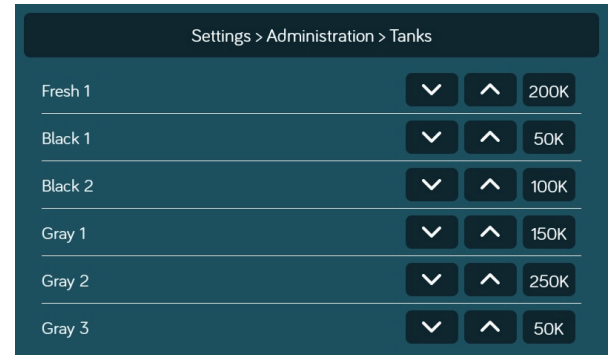 Settings > Administration > Tanks
Fresh 1 200K
Black 1 50K
Black 2 100K
Gray 1 150K
Gray 2 250K
Gray 3 50K